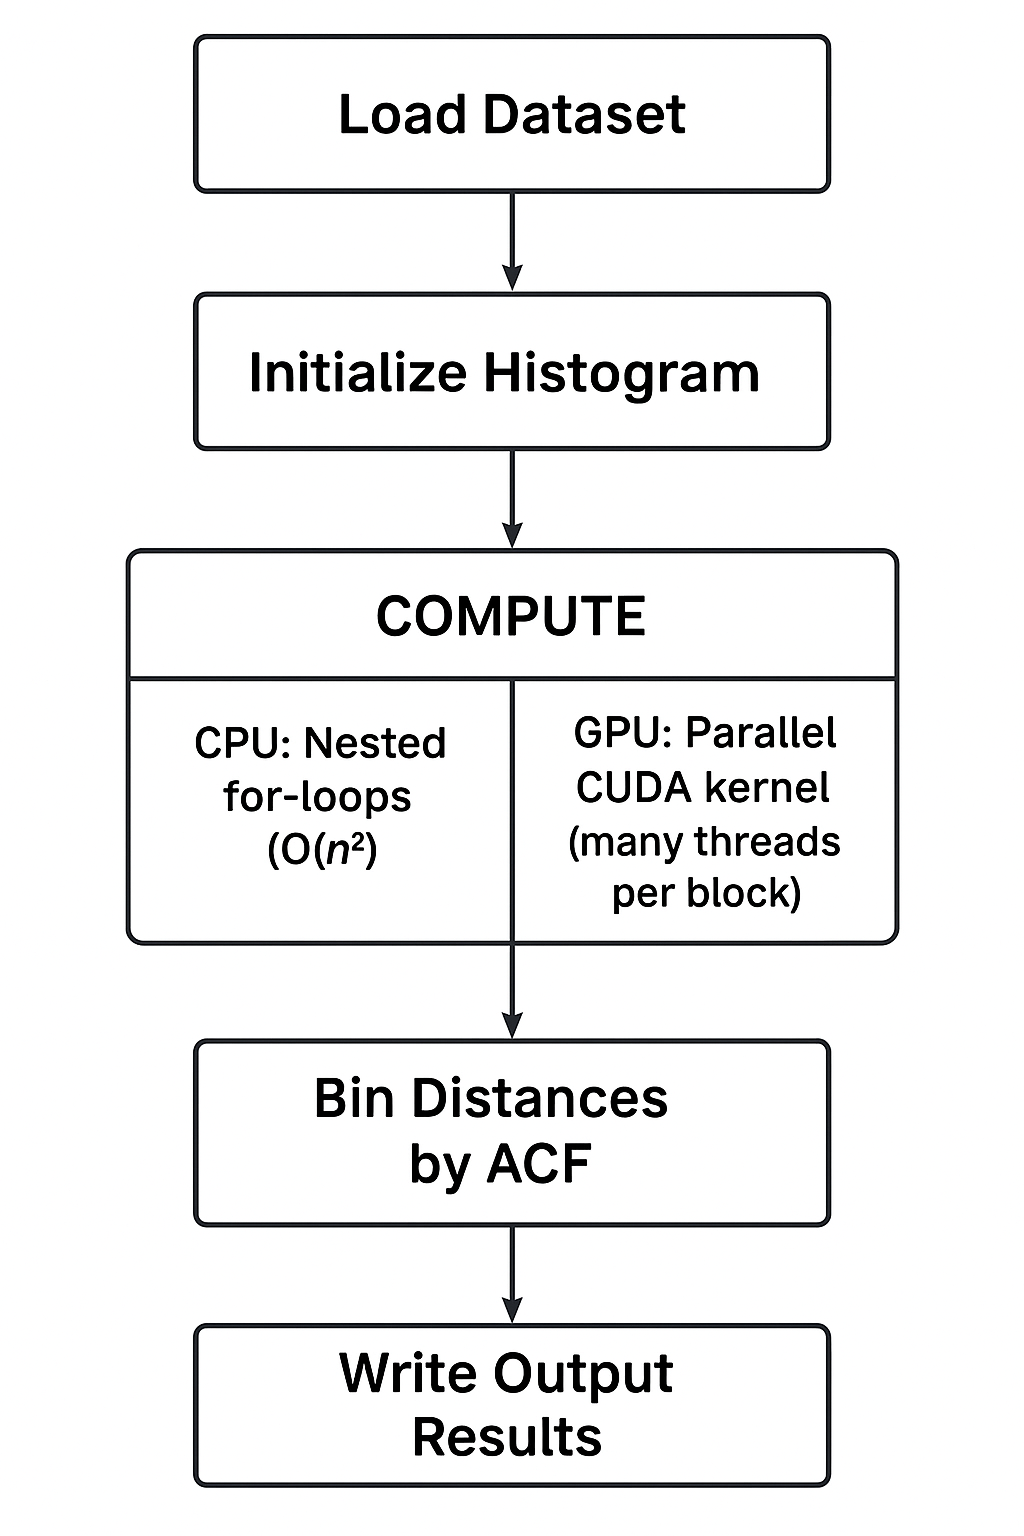 Load Dataset
Initialize Histogram
COMPUTE
CPU: Nested
for-loops
(O(n²)
GPU: Parallel
CUDA kernel
(many threads
per block)
Bin Distances
by ACF
Write Output
Results